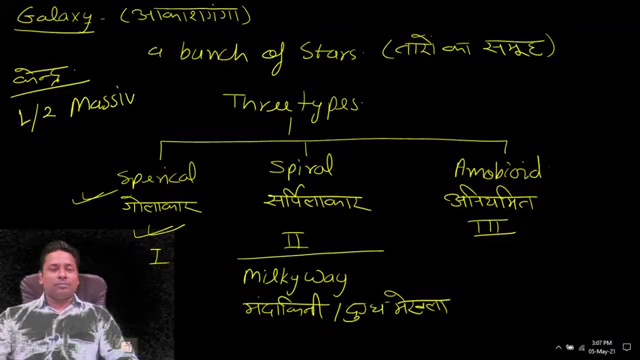 Galaxy. (आकाशगंगा)
a bunch of Stars. (तारों का समूह)
केन्द्र
L/2 Massiv
Three types.
Sperical Spiral Amobioid
गोलाकार सर्पिलाकार अनियमित
I II III
Milky Way
मंदाकिनी / दुग्ध मेखला
3:07 PM
05-May-21